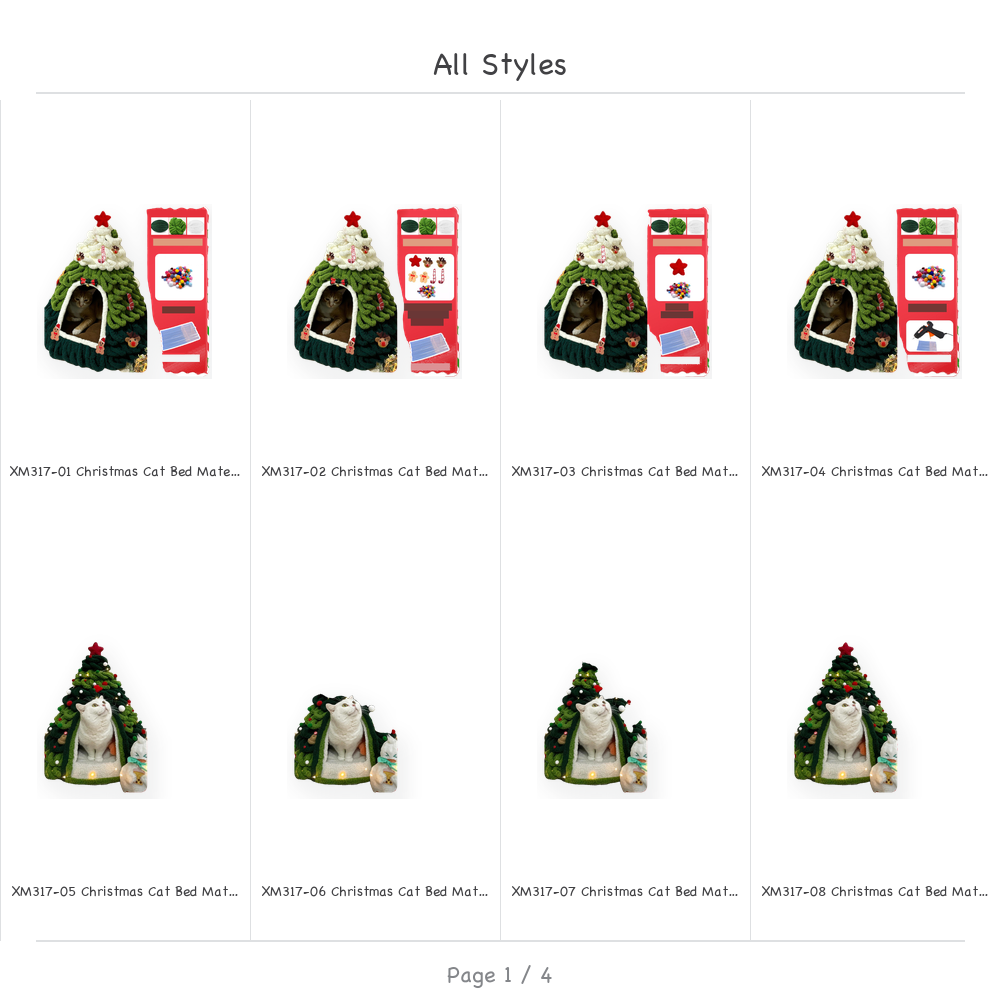 All Styles
XM317-01 Christmas Cat Bed Mate...
XM317-02 Christmas Cat Bed Mat...
XM317-03 Christmas Cat Bed Mat...
XM317-04 Christmas Cat Bed Mat...
XM317-05 Christmas Cat Bed Mat...
XM317-06 Christmas Cat Bed Mat...
XM317-07 Christmas Cat Bed Mat...
XM317-08 Christmas Cat Bed Mat...
Page 1 / 4